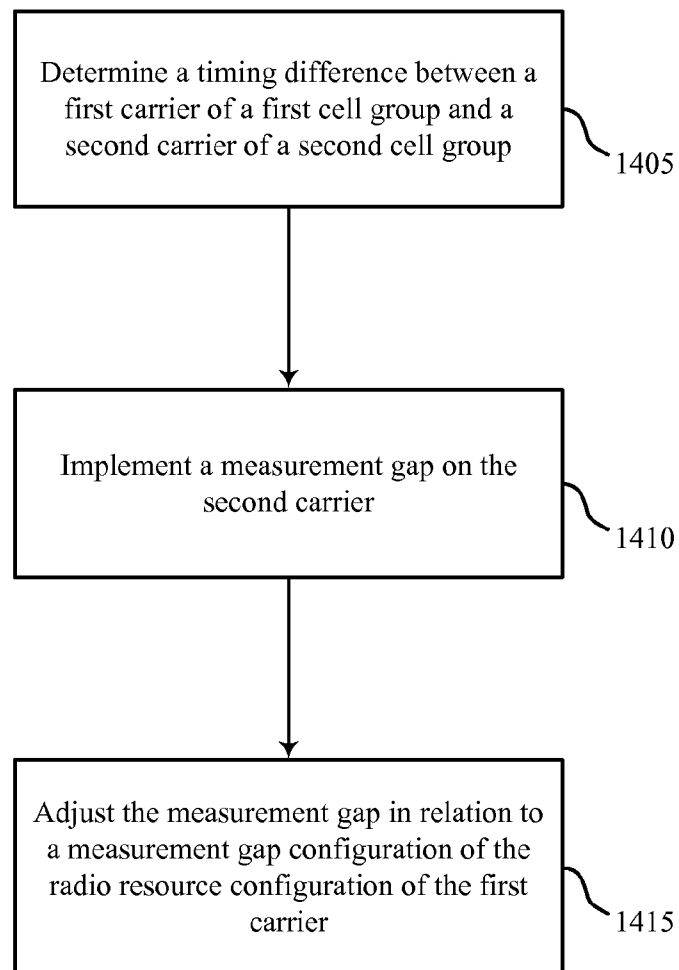 Determine a timing difference between a
first carrier of a first cell group and a
second carrier of a second cell group
1405
Implement a measurement gap on the
second carrier
1410
Adjust the measurement gap in relation to
a measurement gap configuration of the
radio resource configuration of the first
carrier
1415